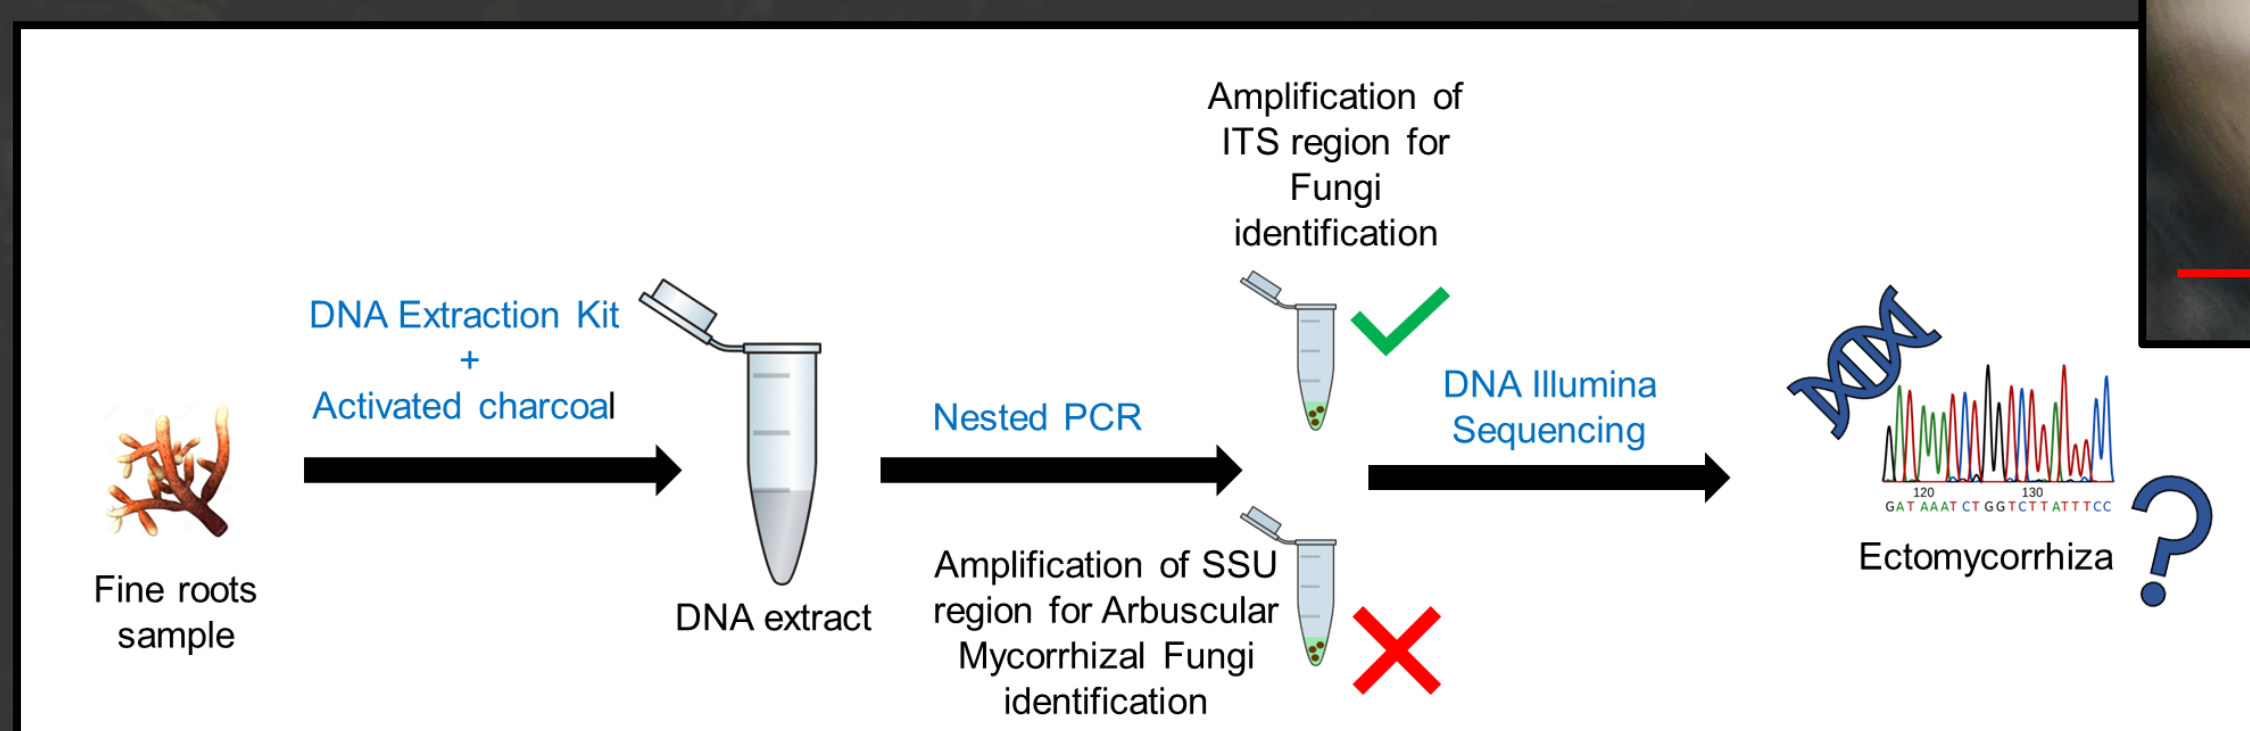 Fine roots
sample
DNA Extraction Kit
+
Activated charcoal
DNA extract
Nested PCR
Amplification of
ITS region for
Fungi
identification
Amplification of SSU
region for Arbuscular
Mycorrhizal Fungi
identification
DNA Illumina
Sequencing
120 130
GAT AAAT CT GGTCTT ATTTCC
Ectomycorrhiza
?